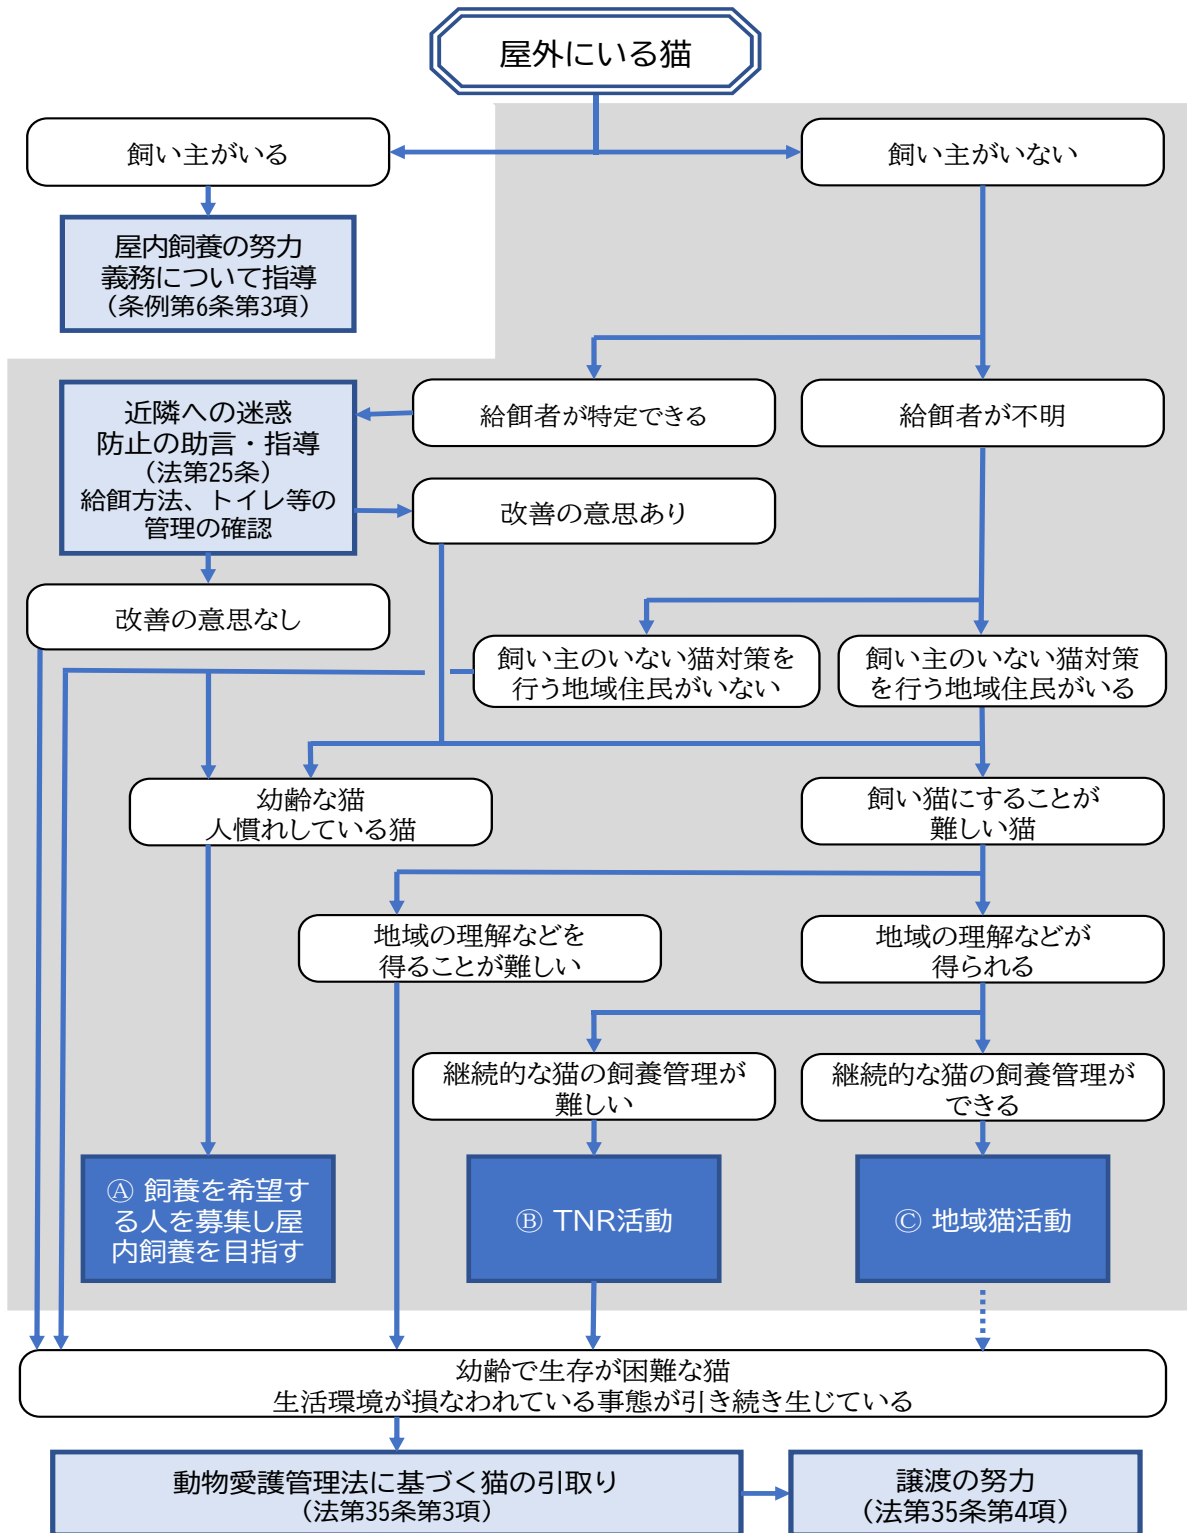 屋外にいる猫
飼い主がいる
飼い主がいない
屋内飼養の努力
義務について指導
（条例第6条第3項）
近隣への迷惑
防止の助言・指導
（法第25条）
給餌方法、トイレ等の
管理の確認
給餌者が特定できる
給餌者が不明
改善の意思あり
改善の意思なし
飼い主のいない猫対策を
行う地域住民がいない
飼い主のいない猫対策
を行う地域住民がいる
幼齢な猫
人慣れしている猫
飼い猫にすることが
難しい猫
地域の理解などを
得ることが難しい
地域の理解などが
得られる
継続的な猫の飼養管理が
難しい
継続的な猫の飼養管理が
できる
Ⓐ 飼養を希望す
る人を募集し屋
内飼養を目指す
Ⓑ TNR活動
Ⓒ 地域猫活動
幼齢で生存が困難な猫
生活環境が損なわれている事態が引き続き生じている
動物愛護管理法に基づく猫の引取り
（法第35条第3項）
譲渡の努力
（法第35条第4項）